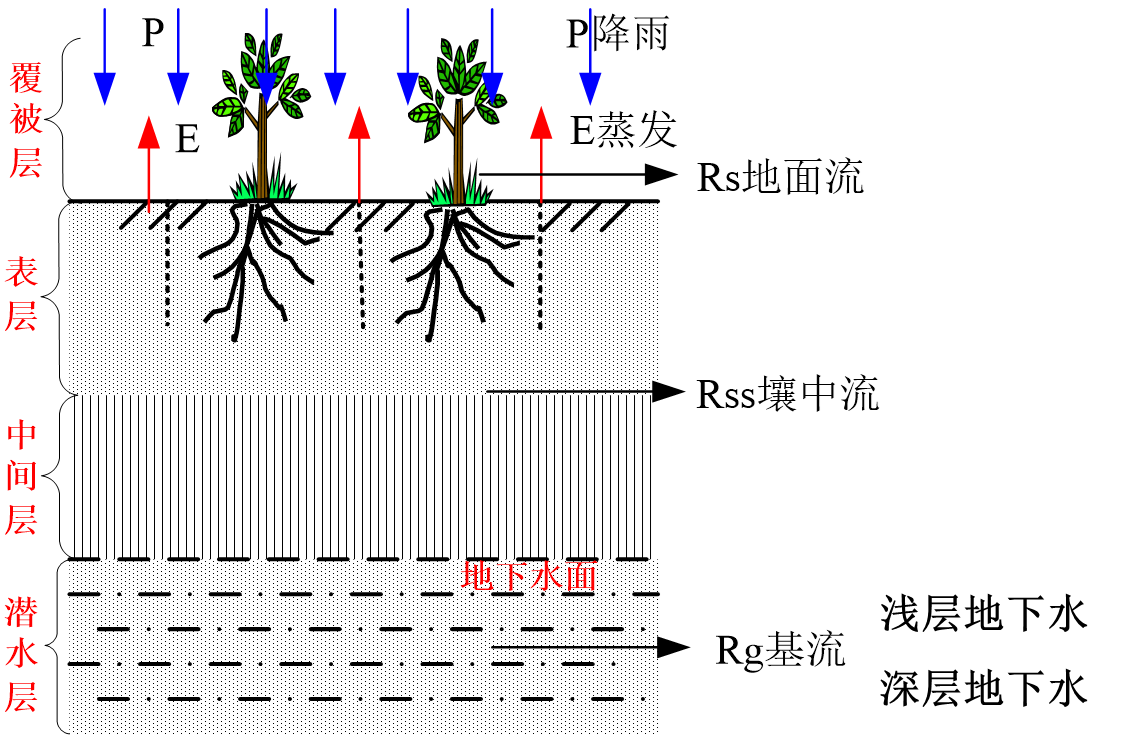 P
P降雨
覆被层
E
E蒸发
Rs地面流
表层
Rss壤中流
中间层
地下水面
潜水层
浅层地下水
Rg基流
深层地下水